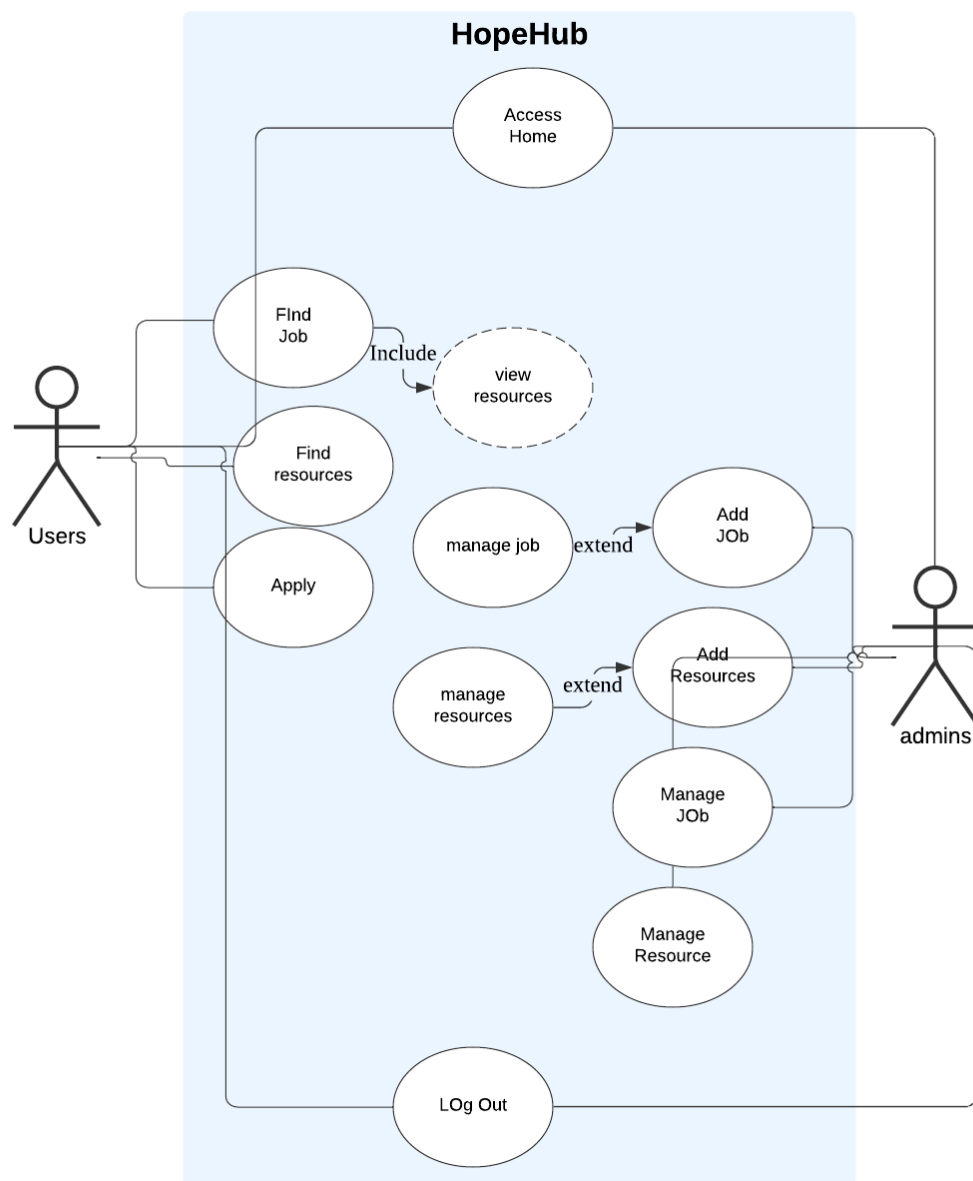 HopeHub
Access
Home
FInd
Job
Include
view
resources
Find
resources
Users
Apply
manage job
extend
Add
JOb
Add
Resources
manage
resources
extend
admins
Manage
JOb
Manage
Resource
LOg Out